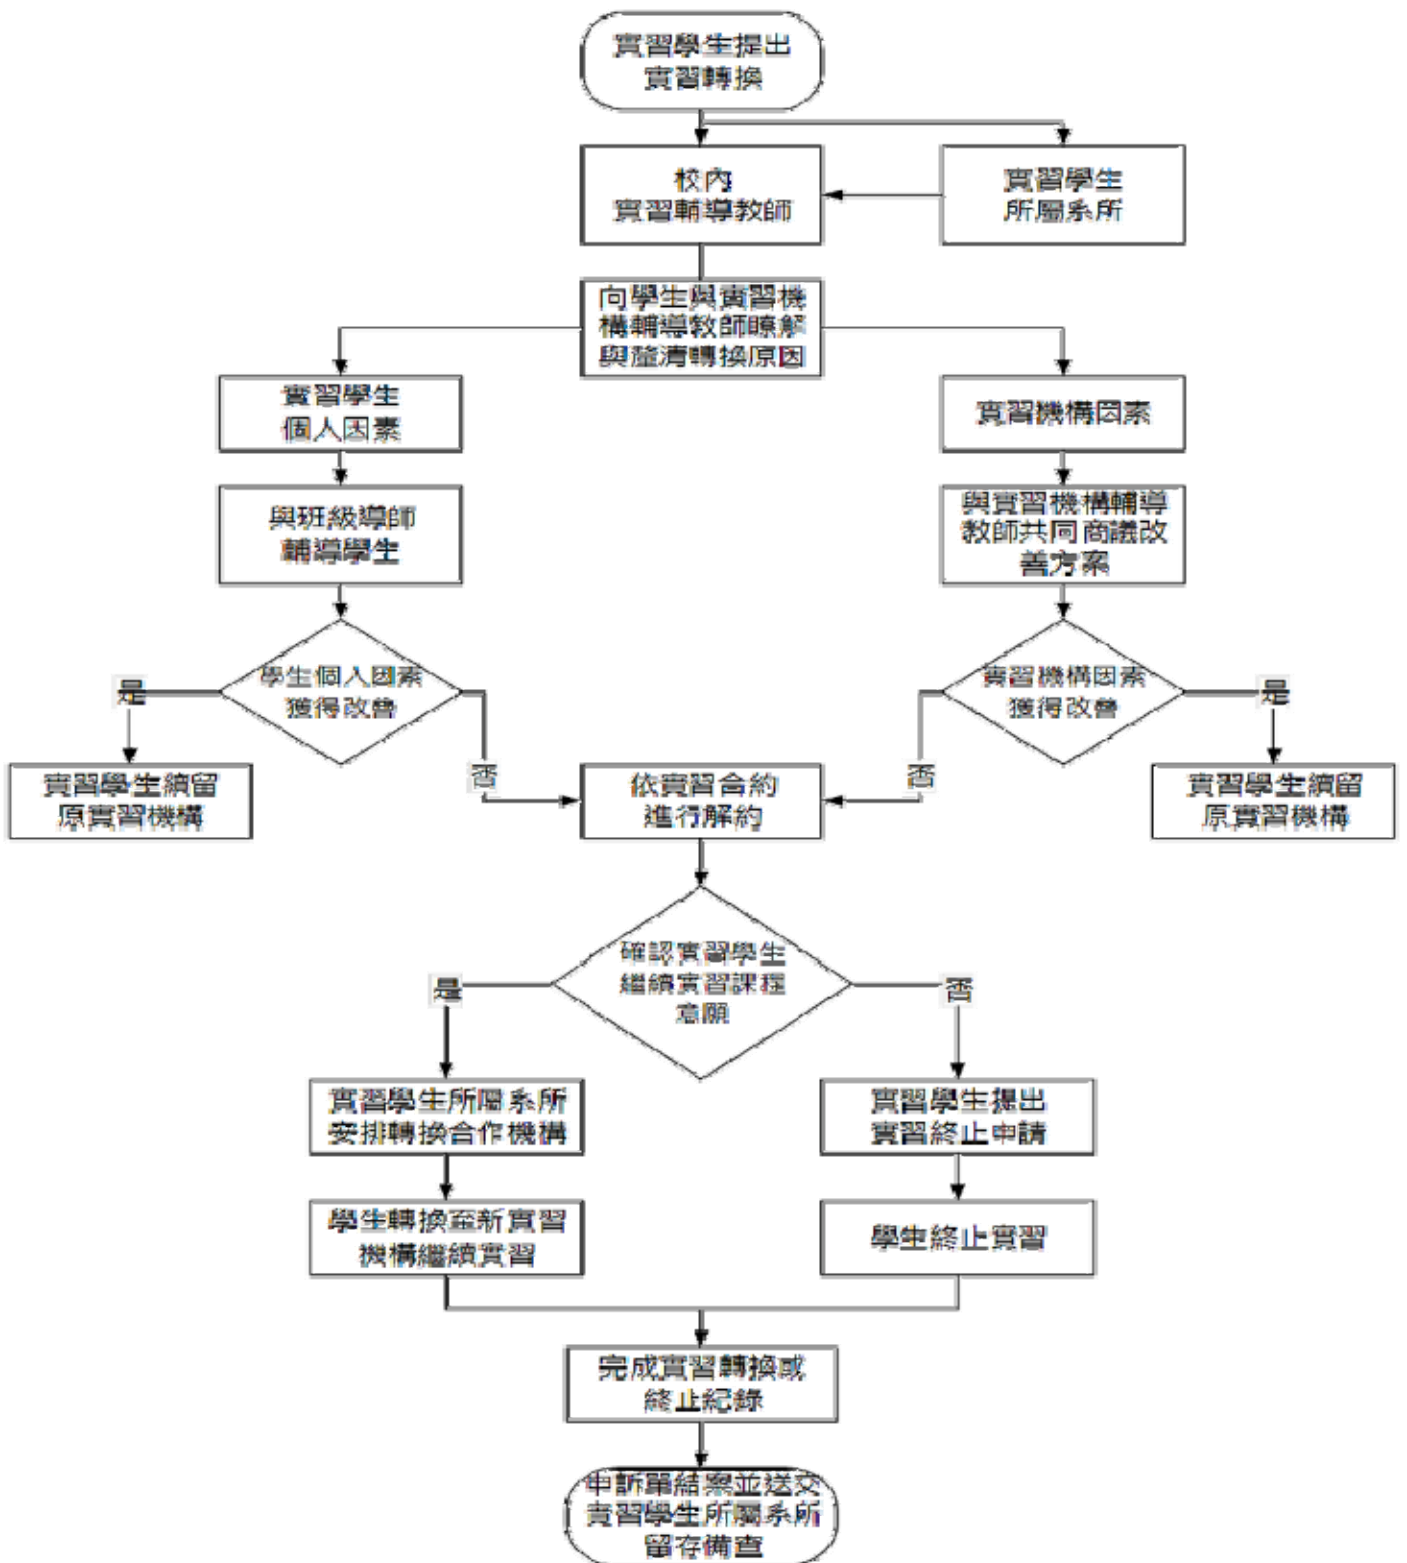 實習學生提出
實習轉換
校內
實習輔導教師
實習學生
所屬系所
向學生與實習機
構輔導教師瞭解
與釐清轉換原因
實習學生
個人因素
實習機構因素
與班級導師
輔導學生
與實習機構輔導
教師共同商議改
善方案
學生個人因素
獲得改善
實習機構因素
獲得改善
是
否
否
是
實習學生續留
原實習機構
依實習合約
進行解約
實習學生續留
原實習機構
確認實習學生
繼續實習課程
意願
是
否
實習學生所屬系所
安排轉換合作機構
實習學生提出
實習終止申請
學生轉換至新實習
機構繼續實習
學生終止實習
完成實習轉換或
終止紀錄
申訴單結案並送交
實習學生所屬系所
留存備查